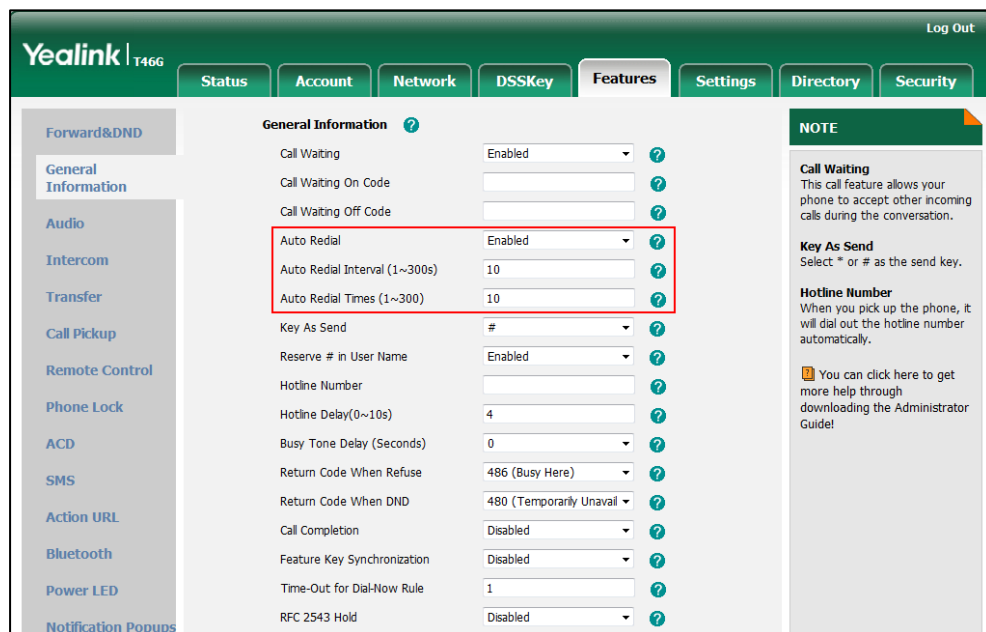 Log Out
Yealink T46G
Status Account Network DSSKey Features Settings Directory Security
Forward&DND
General
Information
Audio
Intercom
Transfer
Call Pickup
Remote Control
Phone Lock
ACD
SMS
Action URL
Bluetooth
Power LED
Notification Popups
General Information ?
Call Waiting Enabled ?
Call Waiting On Code ?
Call Waiting Off Code ?
Auto Redial Enabled ?
Auto Redial Interval (1~300s) 10 ?
Auto Redial Times (1~300) 10 ?
Key As Send # ?
Reserve # in User Name Enabled ?
Hotline Number ?
Hotline Delay(0~10s) 4 ?
Busy Tone Delay (Seconds) 0 ?
Return Code When Refuse 486 (Busy Here) ?
Return Code When DND 480 (Temporarily Unavail ?
Call Completion Disabled ?
Feature Key Synchronization Disabled ?
Time-Out for Dial-Now Rule 1 ?
RFC 2543 Hold Disabled ?
NOTE
Call Waiting
This call feature allows your
phone to accept other incoming
calls during the conversation.
Key As Send
Select * or # as the send key.
Hotline Number
When you pick up the phone, it
will dial out the hotline number
automatically.
? You can click here to get
more help through
downloading the Administrator
Guide!